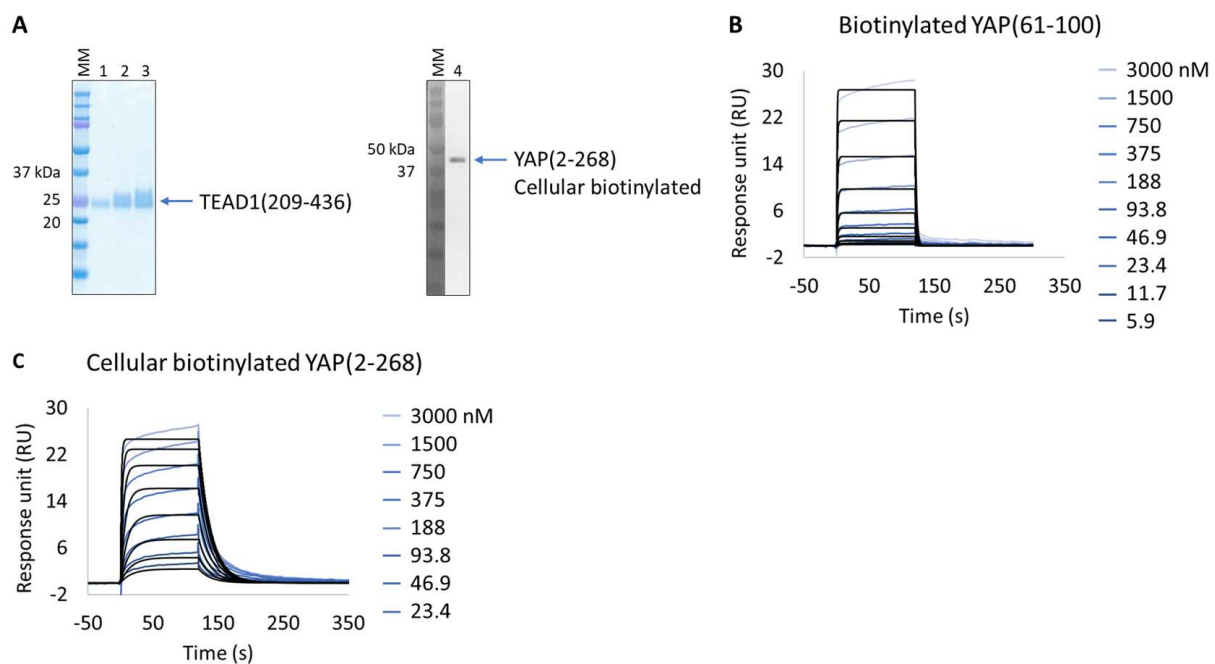 A
MM 1 2 3
37 kDa
25
20
TEAD1(209-436)
MM 4
50 kDa
37
YAP(2-268)
Cellular biotinylated
B
Biotinylated YAP(61-100)
Response unit (RU)
30
22
14
6
-2
-50 50 150 250 350
Time (s)
3000 nM
1500
750
375
188
93.8
46.9
23.4
11.7
5.9
C
Cellular biotinylated YAP(2-268)
Response unit (RU)
30
22
14
6
-2
-50 50 150 250 350
Time (s)
3000 nM
1500
750
375
188
93.8
46.9
23.4